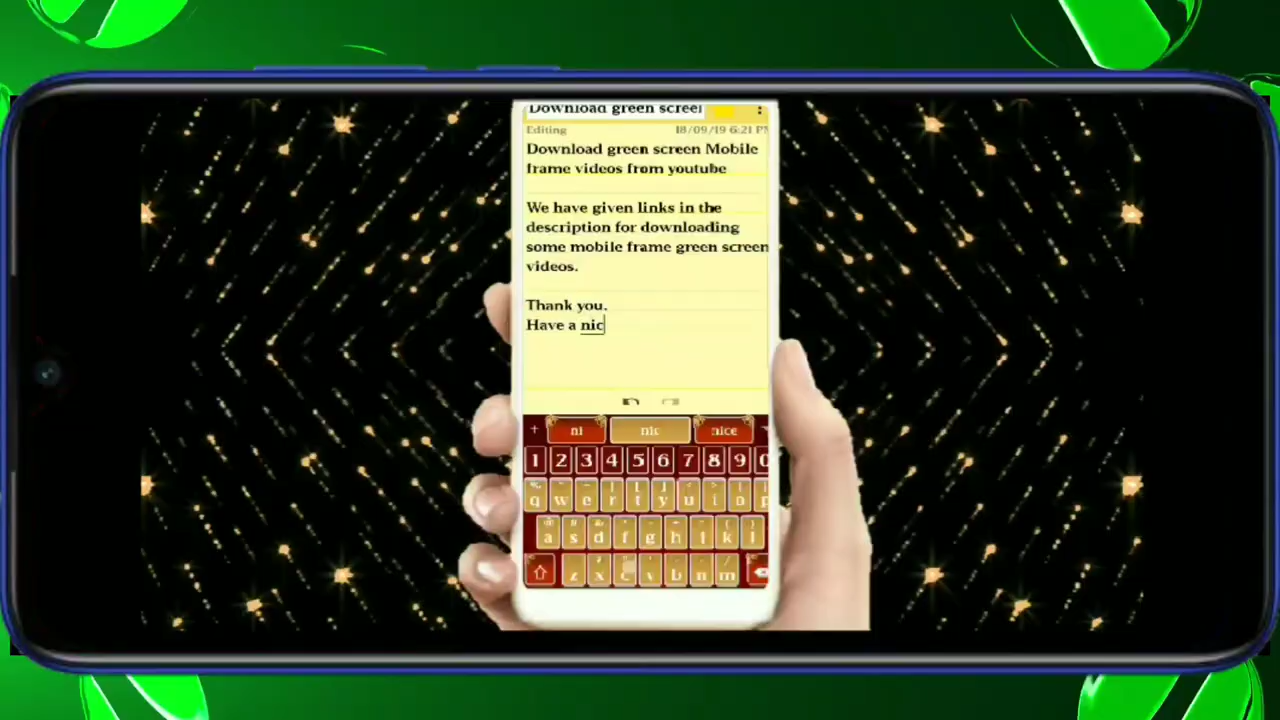 Download green screen
Editing 18/09/19 6:21 PM
Download green screen Mobile
frame videos from youtube
We have given links in the
description for downloading
some mobile frame green screen
videos.
Thank you.
Have a nic
+ ni nic nice
1 2 3 4 5 6 7 8 9 0
q w e r t y u i o p
a s d f g h j k l
z x c v b n m